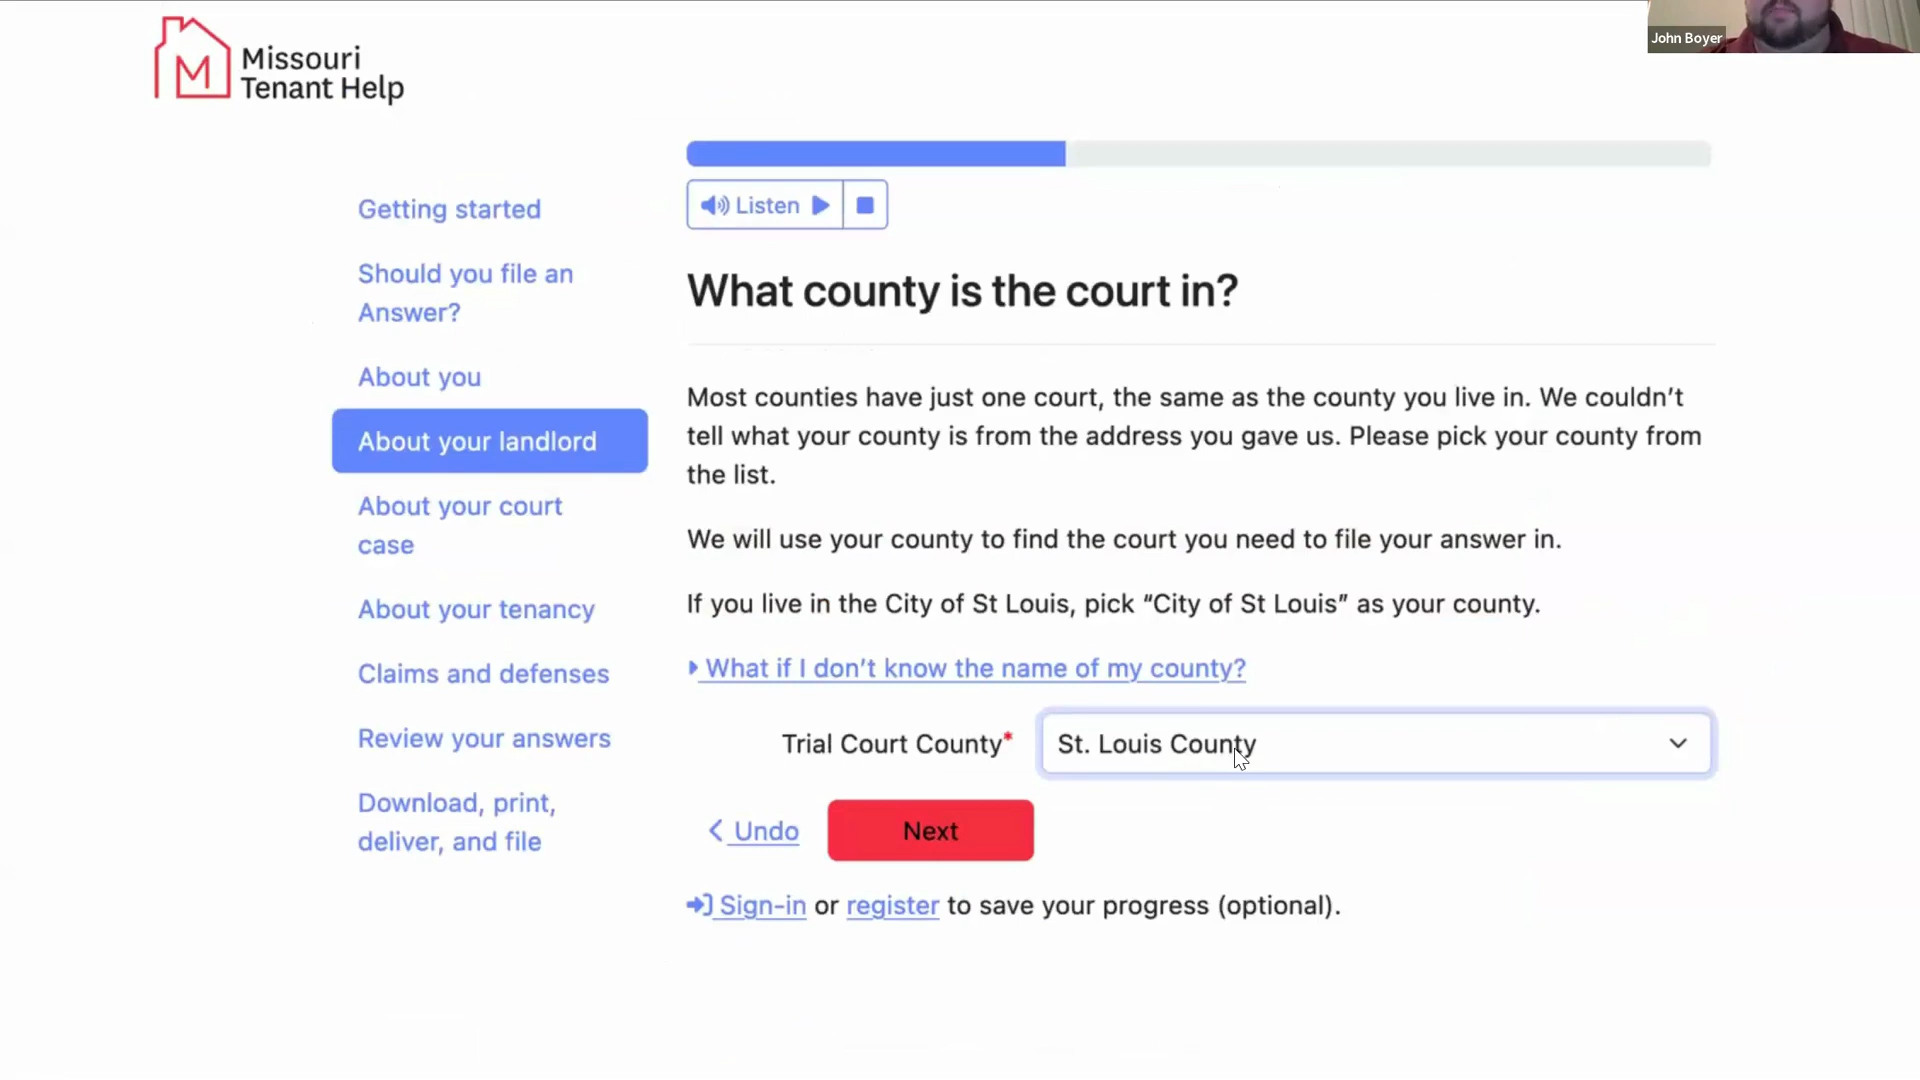 John Boyer
Missouri
Tenant Help
Listen
Getting started
Should you file an
Answer?
About you
About your landlord
About your court
case
About your tenancy
Claims and defenses
Review your answers
Download, print,
deliver, and file
What county is the court in?
Most counties have just one court, the same as the county you live in. We couldn’t
tell what your county is from the address you gave us. Please pick your county from
the list.
We will use your county to find the court you need to file your answer in.
If you live in the City of St Louis, pick “City of St Louis” as your county.
What if I don’t know the name of my county?
Trial Court County* St. Louis County
Undo Next
Sign-in or register to save your progress (optional).